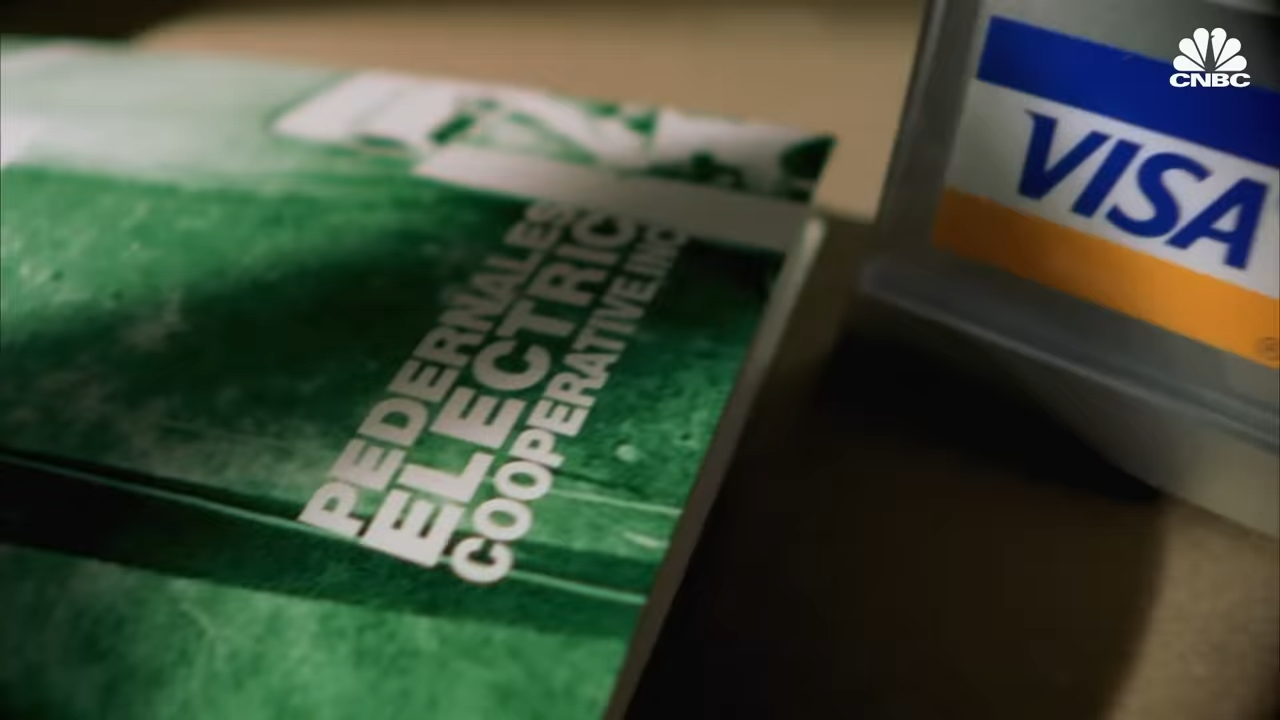 PEDERNALES
ELECTRIC
COOPERATIVE, INC
VISA
CNBC